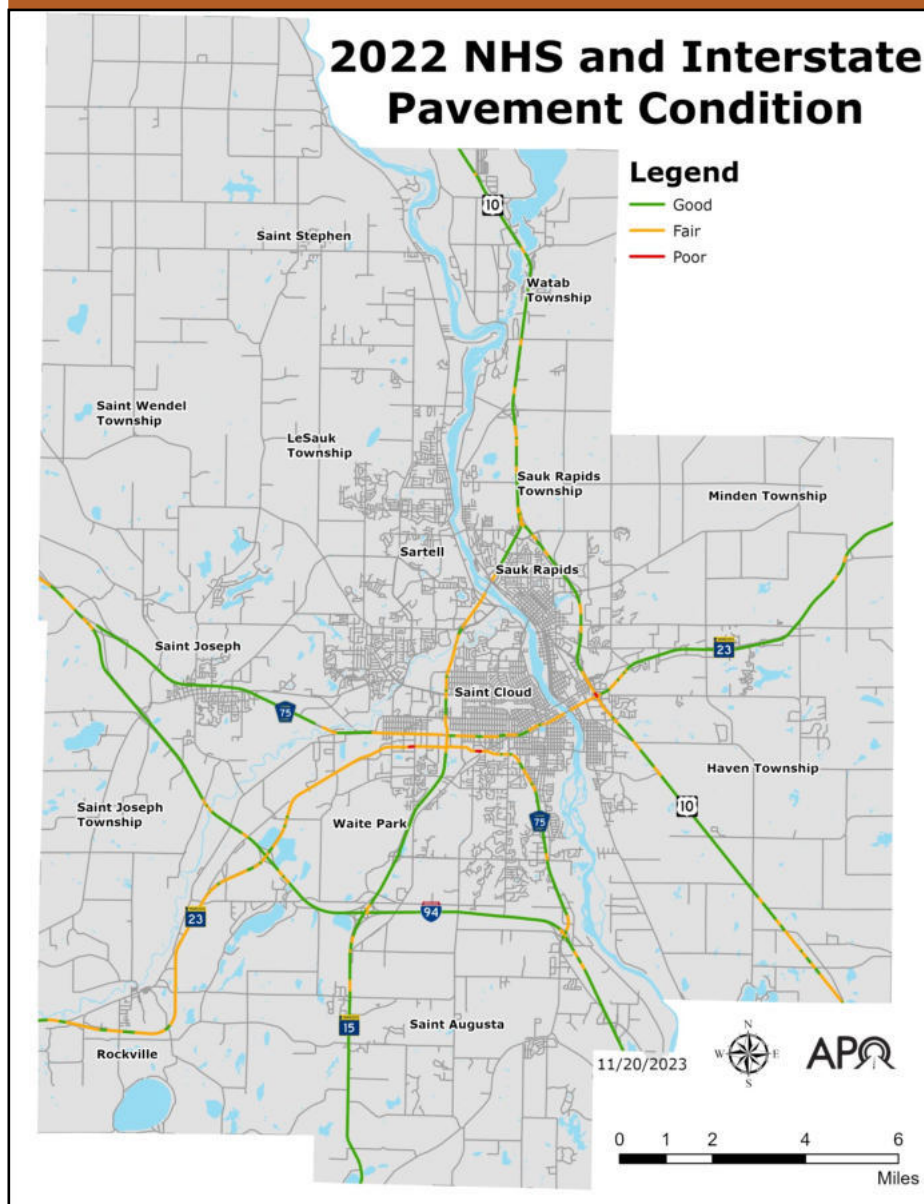 2022 NHS and Interstate
Pavement Condition
Legend
Good
Fair
Poor
10
Saint Stephen
Watab
Township
Saint Wendel
Township
LeSauk
Township
Sauk Rapids
Township
Minden Township
Sartell
Sauk Rapids
Saint Joseph
23
Saint Cloud
75
Haven Township
Saint Joseph
Township
Waite Park
75
10
23
94
15
Saint Augusta
Rockville
11/20/2023
N
W E
S
APO
0 1 2 4 6
Miles